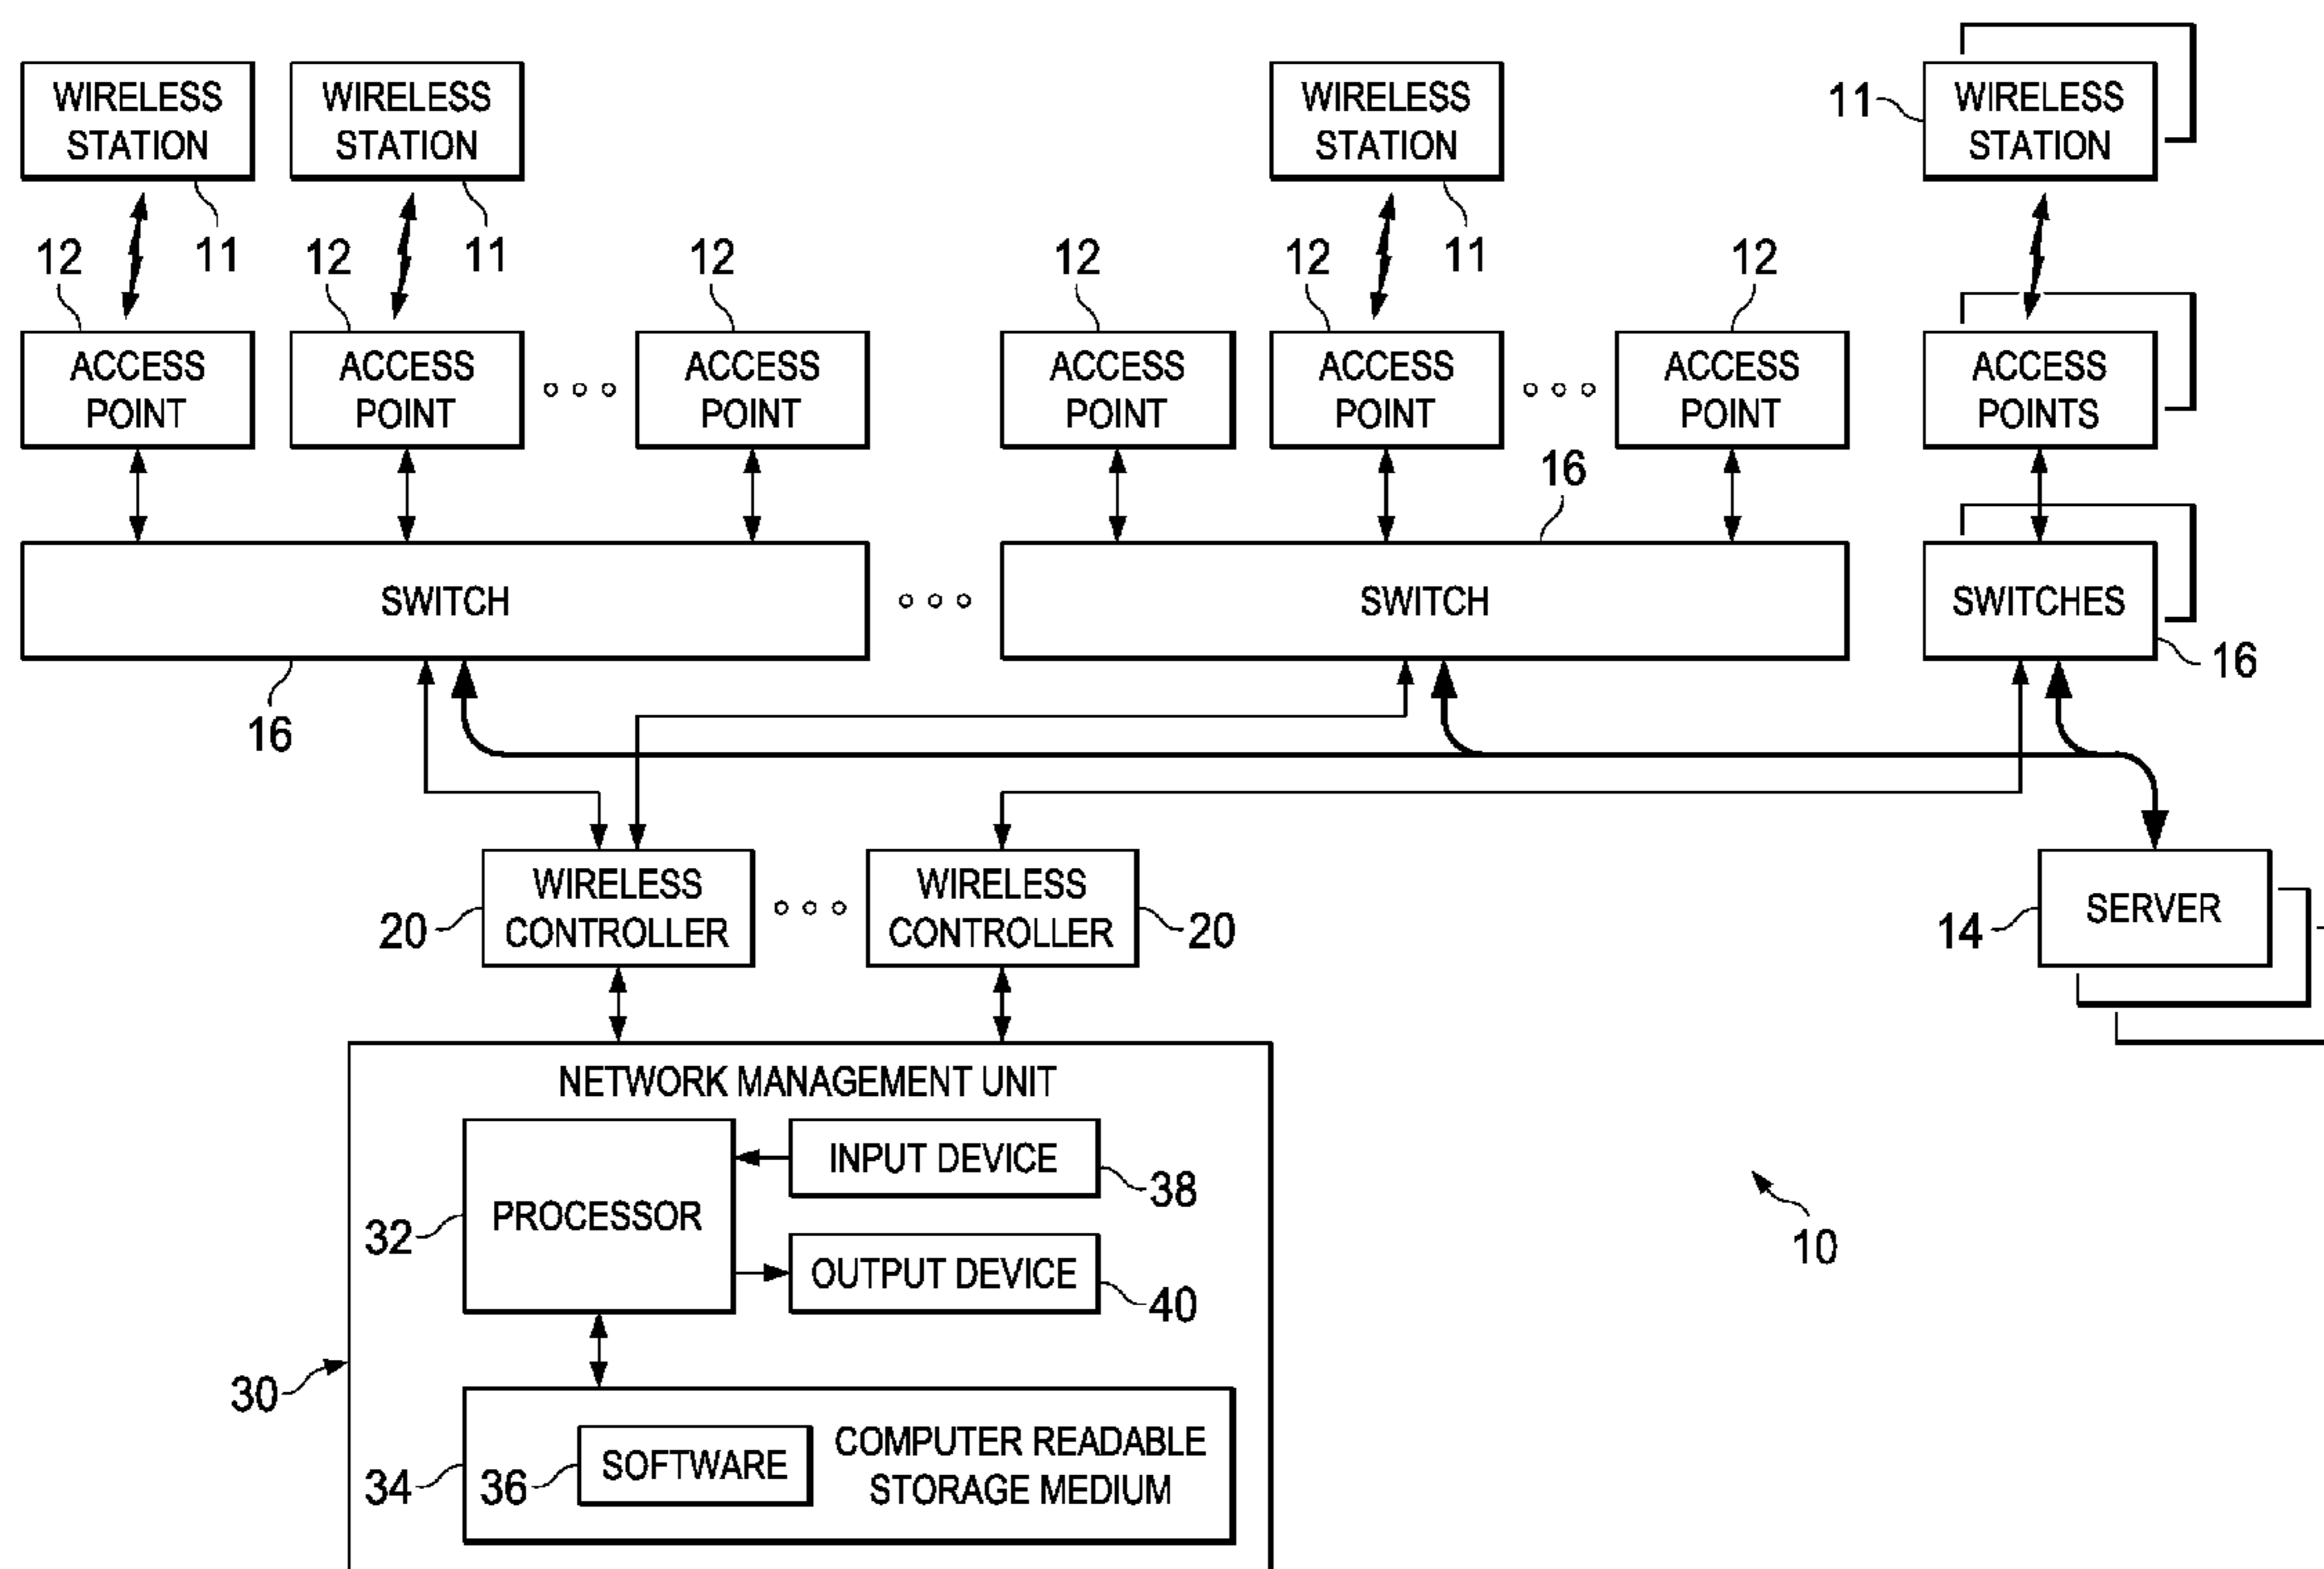 WIRELESS
STATION
WIRELESS
STATION
WIRELESS
STATION
11
WIRELESS
STATION
12
11
12
11
12
12
12
11
12
ACCESS
POINT
ACCESS
POINT
ACCESS
POINT
ACCESS
POINT
ACCESS
POINT
ACCESS
POINT
ACCESS
POINTS
16
SWITCH
SWITCH
SWITCHES
16
16
20
WIRELESS
CONTROLLER
WIRELESS
CONTROLLER
20
14
SERVER
NETWORK MANAGEMENT UNIT
32
PROCESSOR
INPUT DEVICE
38
OUTPUT DEVICE
40
10
30
34
36
SOFTWARE
COMPUTER READABLE
STORAGE MEDIUM